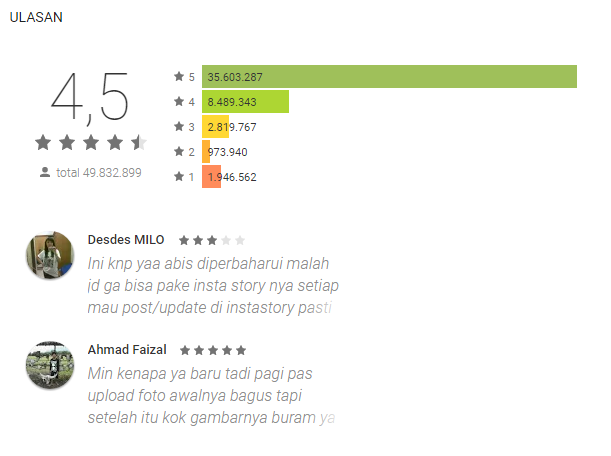 ULASAN
4,5
total 49.832.899
5 35.603.287
4 8.489.343
3 2.819.767
2 973.940
1 1.946.562
Desdes MILO
Ini knp yaa abis diperbaharui malah
jd ga bisa pake insta story nya setiap
mau post/update di instastory pasti
Ahmad Faizal
Min kenapa ya baru tadi pagi pas
upload foto awalnya bagus tapi
setelah itu kok gambarnya buram ya